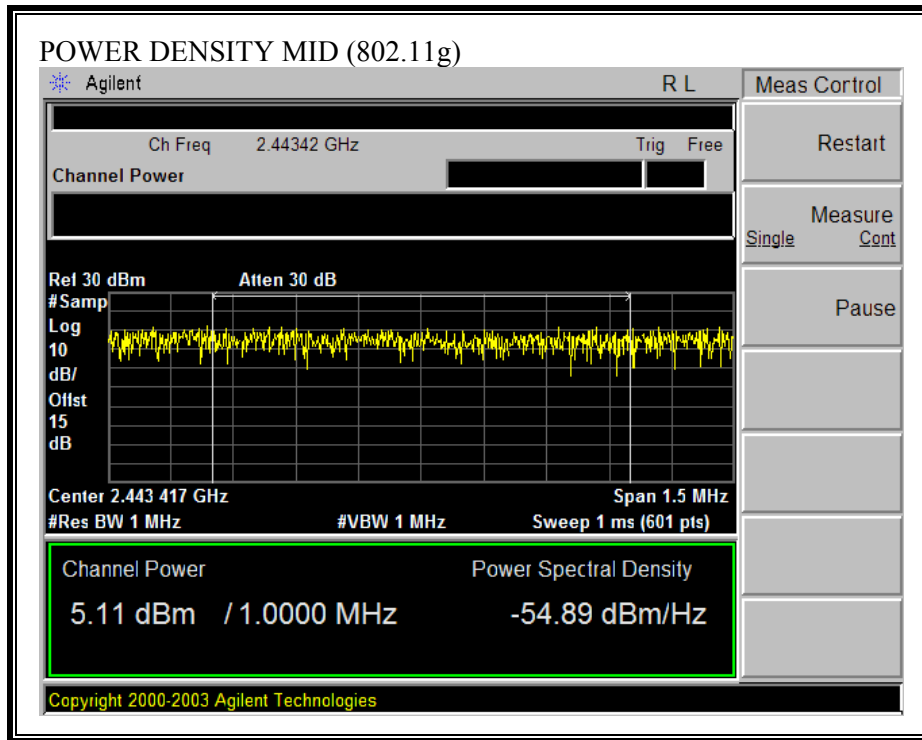 POWER DENSITY MID (802.11g)
Agilent R L
Meas Control
Ch Freq 2.44342 GHz Trig Free
Restart
Channel Power
Measure
Single Cont
Ref 30 dBm Atten 30 dB
#Samp
Pause
Log
10
dB/
Offst
15
dB
Center 2.443 417 GHz Span 1.5 MHz
#Res BW 1 MHz #VBW 1 MHz Sweep 1 ms (601 pts)
Channel Power Power Spectral Density
5.11 dBm / 1.0000 MHz -54.89 dBm/Hz
Copyright 2000-2003 Agilent Technologies